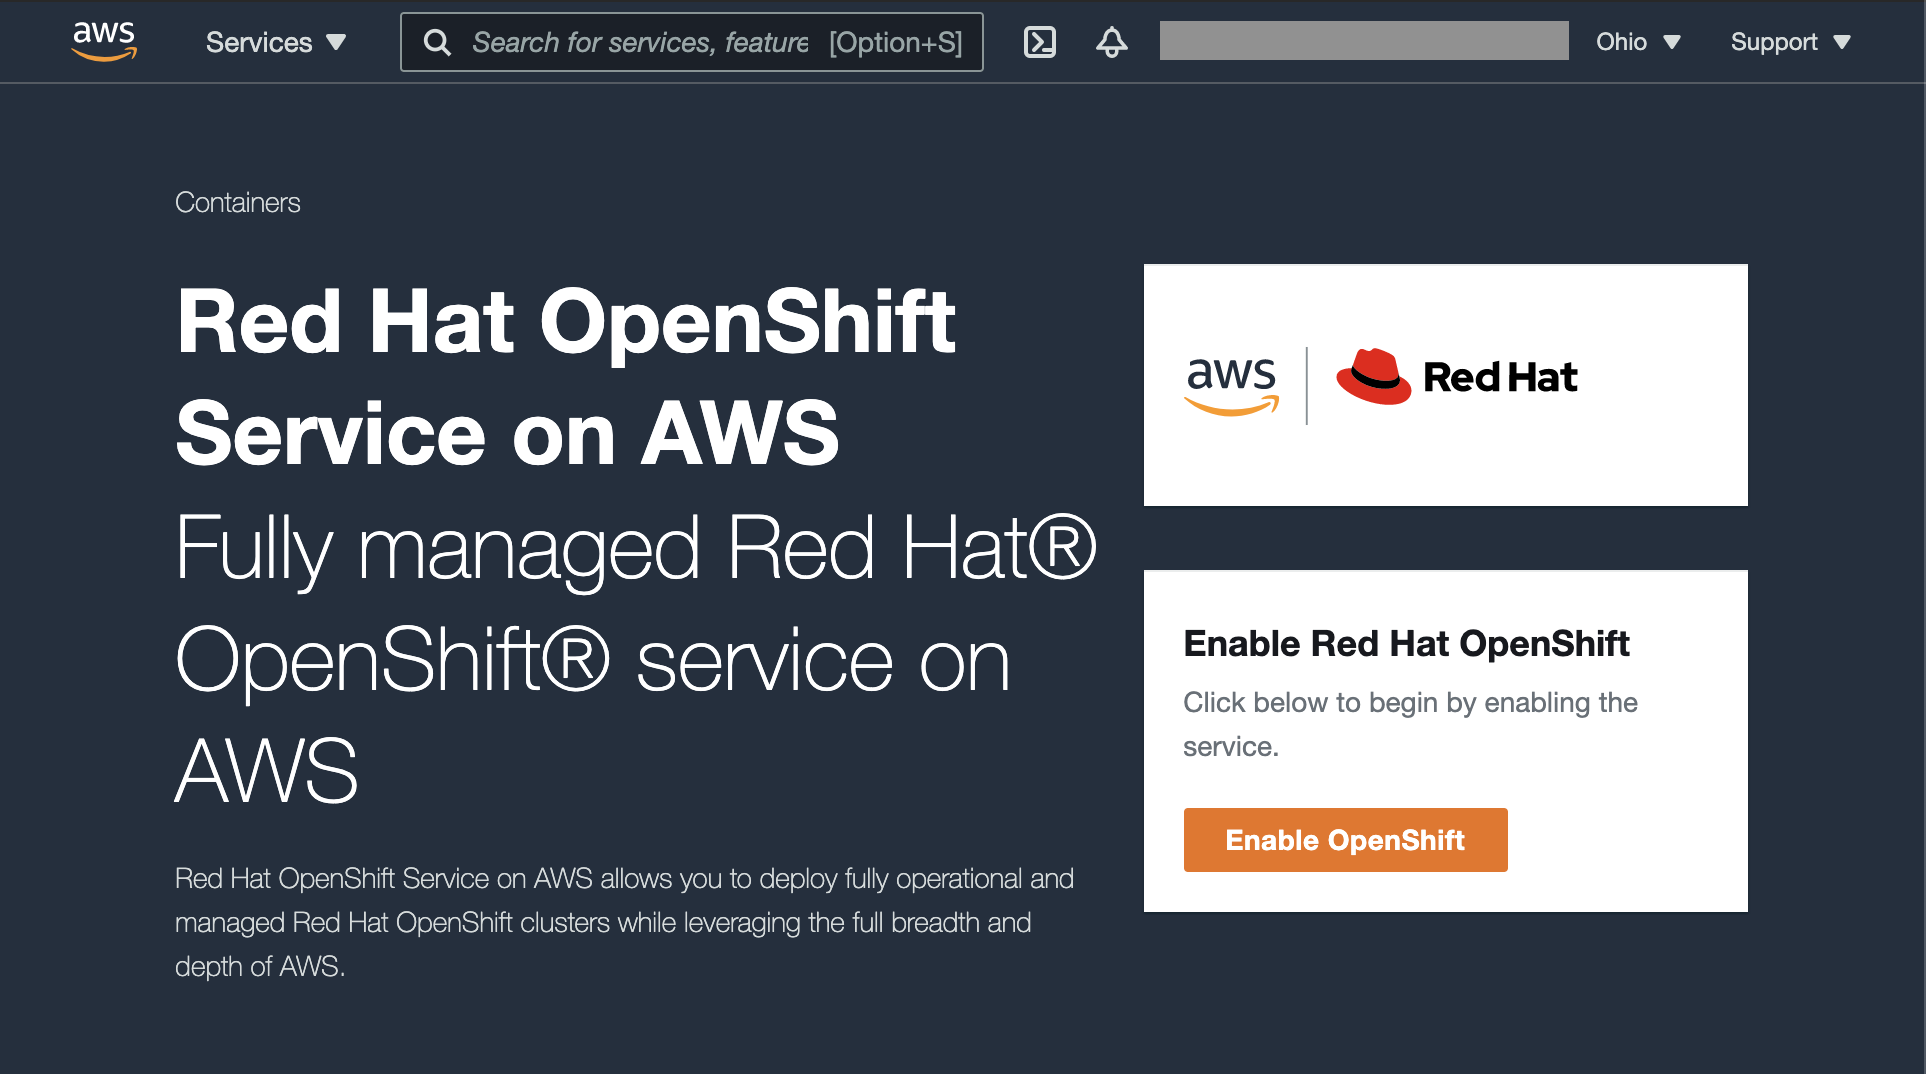 aws
Services
Search for services, feature [Option+S]
Ohio
Support
Containers
Red Hat OpenShift
Service on AWS
Fully managed Red Hat®
OpenShift® service on
AWS
Red Hat OpenShift Service on AWS allows you to deploy fully operational and
managed Red Hat OpenShift clusters while leveraging the full breadth and
depth of AWS.
aws
Red Hat
Enable Red Hat OpenShift
Click below to begin by enabling the
service.
Enable OpenShift